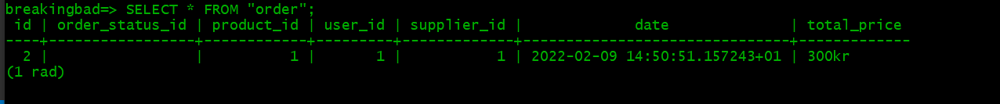 breakingbad=> SELECT * FROM "order";
 id | order_status_id | product_id | user_id | supplier_id |             date              | total_price
----+-----------------+------------+---------+-------------+-------------------------------+-------------
  2 |                 |          1 |       1 |           1 | 2022-02-09 14:50:51.157243+01 | 300kr
(1 rad)